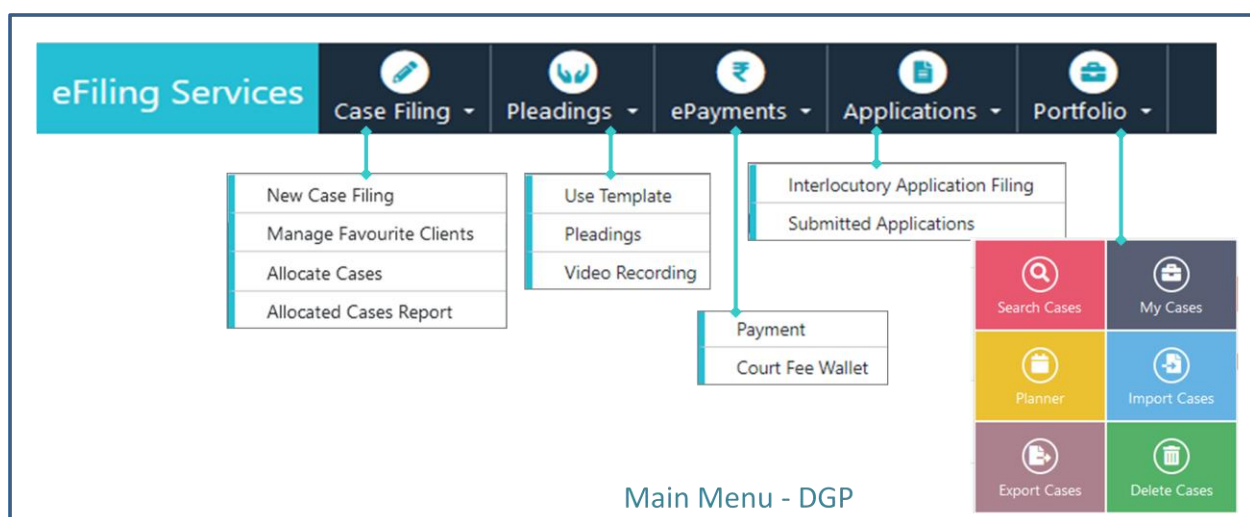 eFiling Services
Case Filing
Pleadings
ePayments
Applications
Portfolio
New Case Filing
Manage Favourite Clients
Allocate Cases
Allocated Cases Report
Use Template
Pleadings
Video Recording
Payment
Court Fee Wallet
Interlocutory Application Filing
Submitted Applications
Search Cases
My Cases
Planner
Import Cases
Export Cases
Delete Cases
Main Menu - DGP